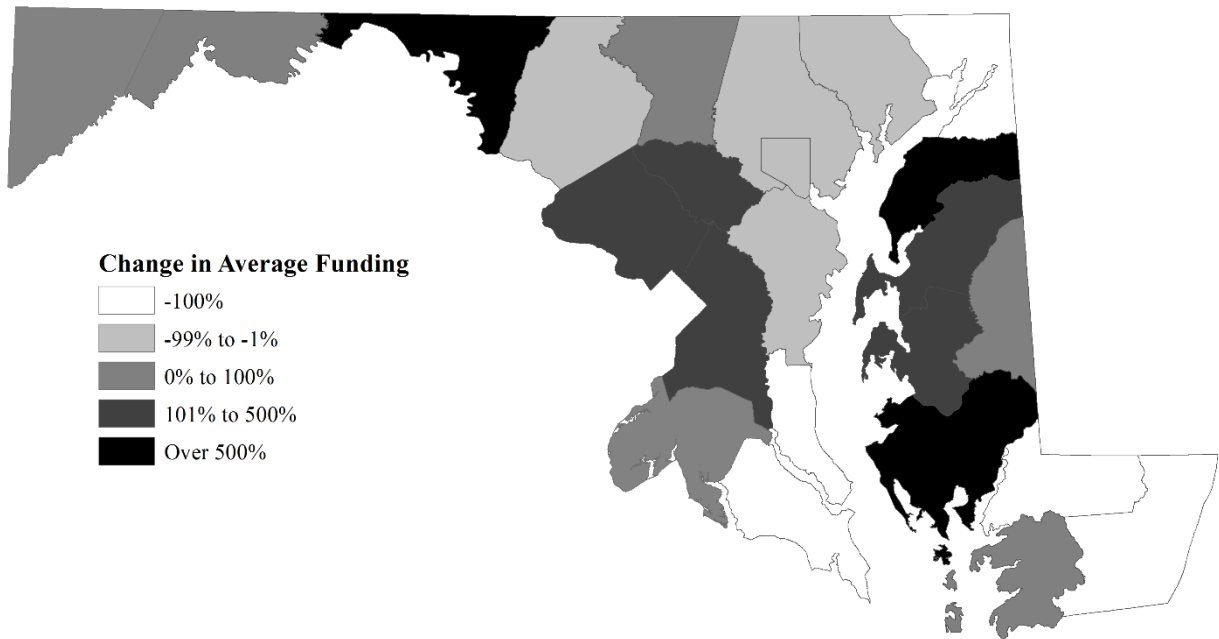 Change in Average Funding
-100%
-99% to -1%
0% to 100%
101% to 500%
Over 500%